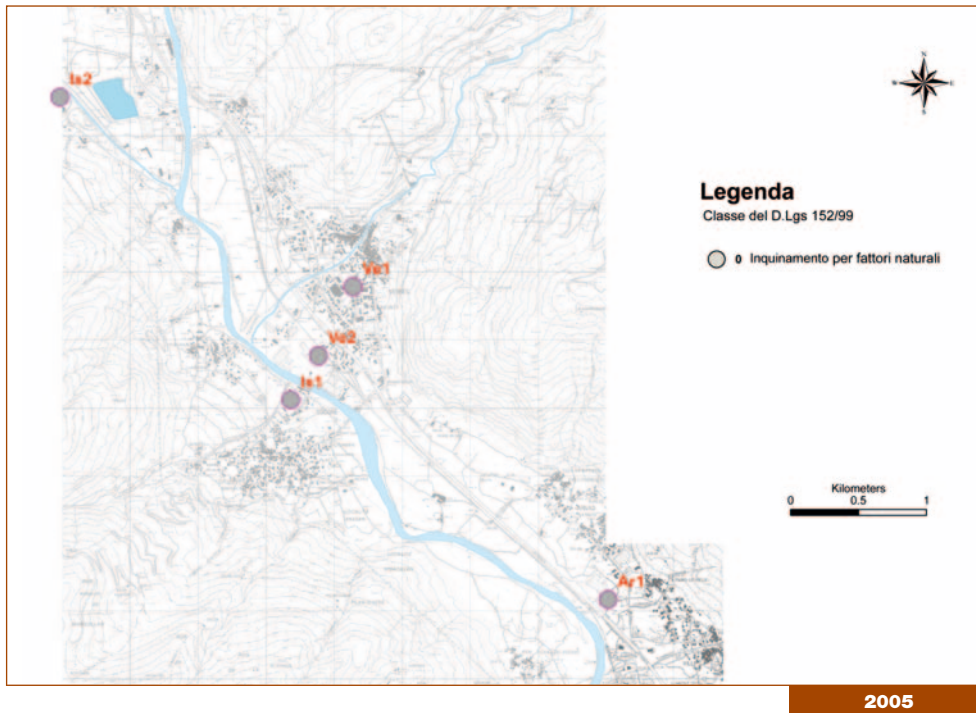 Is2
N
W
E
S
Legenda
Classe del D.Lgs 152/99
0 Inquinamento per fattori naturali
Ve1
Ve2
Is1
Kilometers
0 0.5 1
Ar1
2005